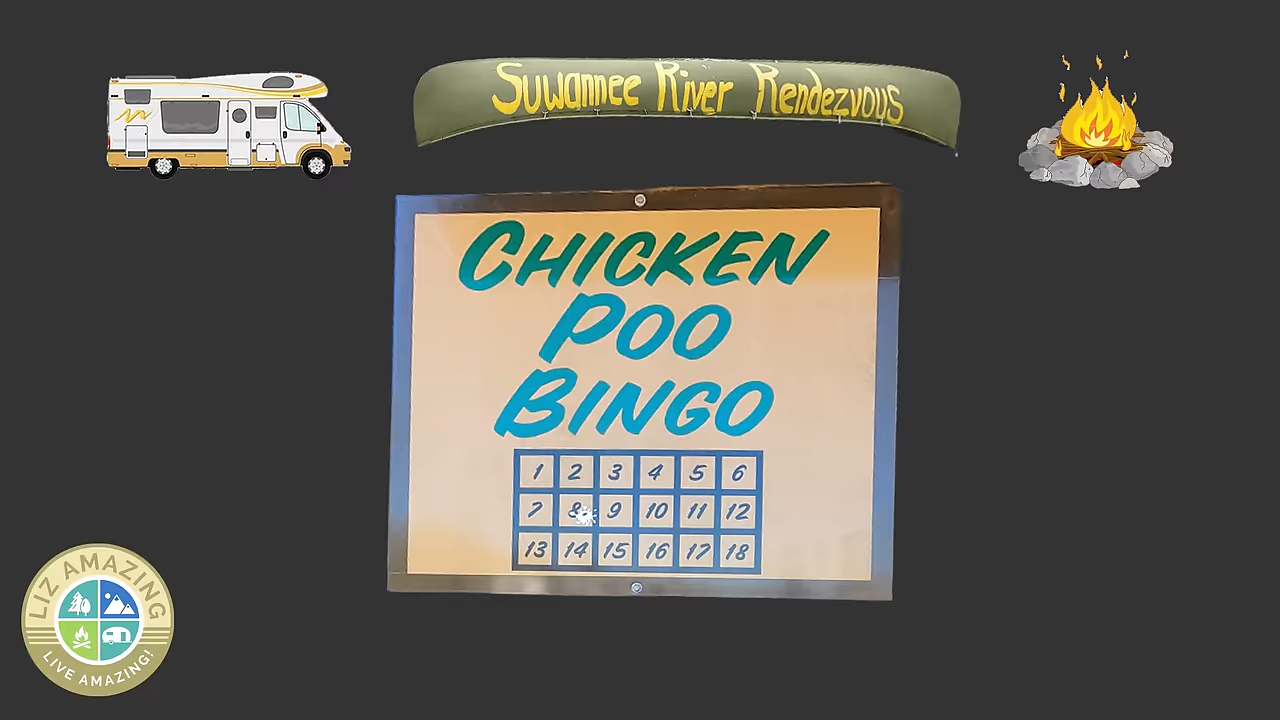 Suwannee River Rendezvous
CHICKEN
POO
BINGO
1 2 3 4 5 6
7 8 9 10 11 12
13 14 15 16 17 18
LIZ AMAZING
LIVE AMAZING!